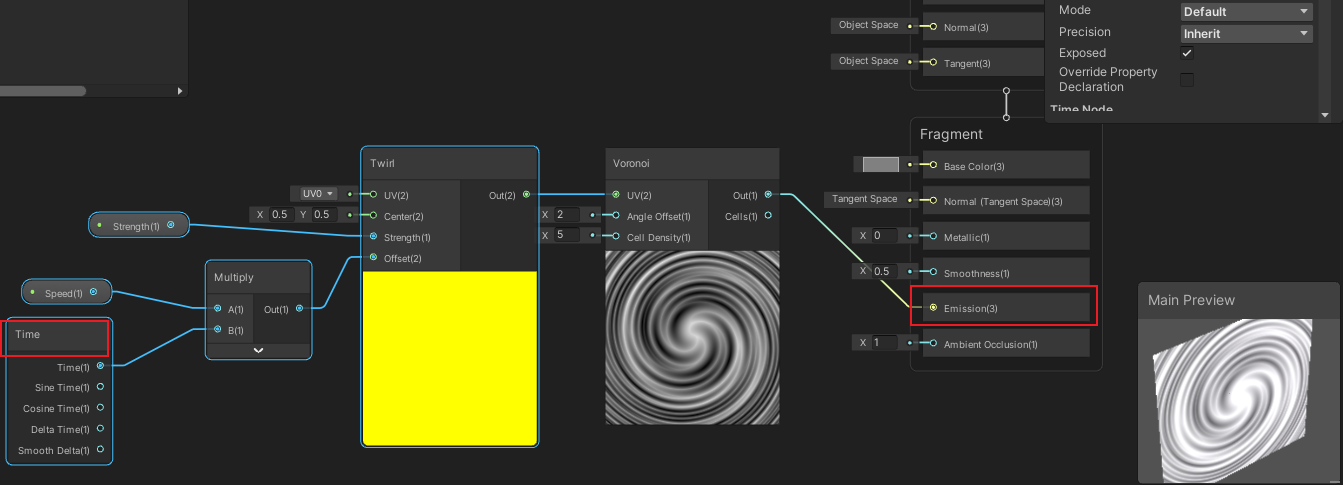 Mode
Default
Precision
Inherit
Exposed
Override Property
Declaration
Time Node
Object Space
Normal(3)
Object Space
Tangent(3)
Fragment
Base Color(3)
Tangent Space
Normal (Tangent Space)(3)
X 0
Metallic(1)
X 0.5
Smoothness(1)
Emission(3)
X 1
Ambient Occlusion(1)
Twirl
UV0
UV(2)
Out(2)
X 0.5 Y 0.5
Center(2)
Strength(1)
Offset(2)
Strength(1)
Speed(1)
Multiply
A(1)
Out(1)
B(1)
Time
Time(1)
Sine Time(1)
Cosine Time(1)
Delta Time(1)
Smooth Delta(1)
Voronoi
UV(2)
Out(1)
X 2
Angle Offset(1)
Cells(1)
X 5
Cell Density(1)
Main Preview